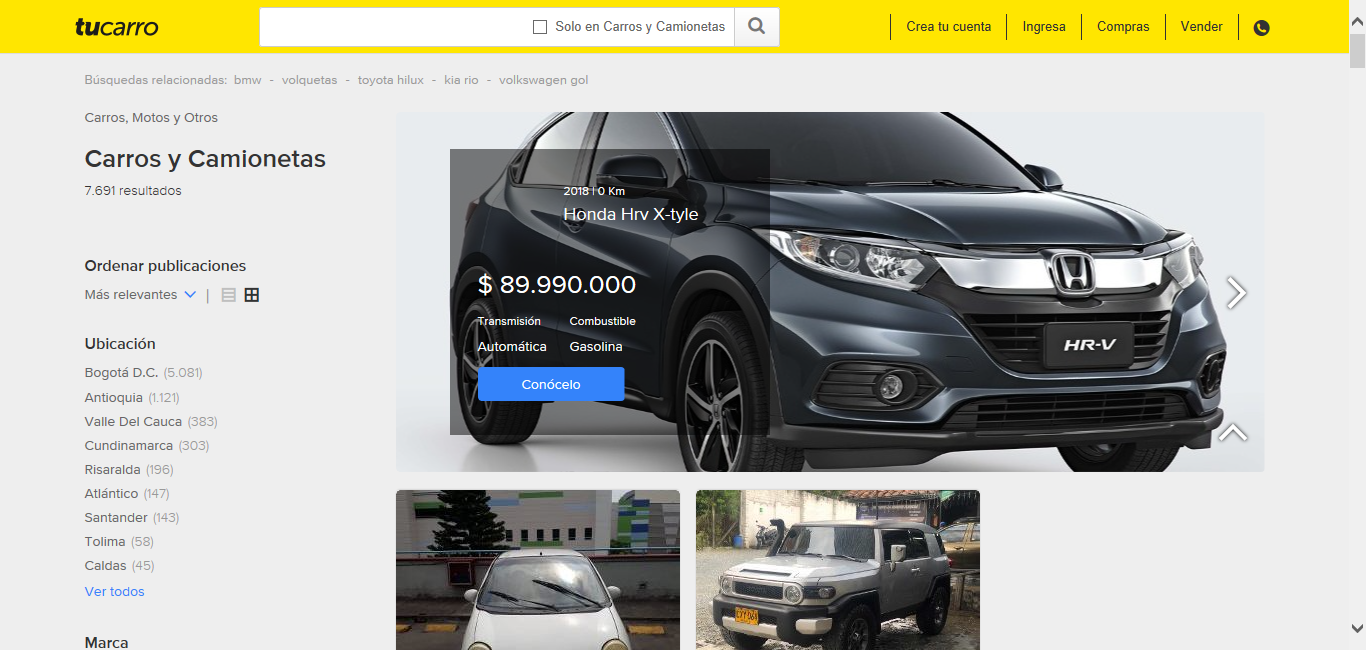 tucarro
Solo en Carros y Camionetas
Crea tu cuenta
Ingresa
Compras
Vender
Búsquedas relacionadas: bmw - volquetas - toyota hilux - kia rio - volkswagen gol
Carros, Motos y Otros
Carros y Camionetas
7.691 resultados
Ordenar publicaciones
Más relevantes |
Ubicación
Bogotá D.C. (5.081)
Antioquia (1.121)
Valle Del Cauca (383)
Cundinamarca (303)
Risaralda (196)
Atlántico (147)
Santander (143)
Tolima (58)
Caldas (45)
Ver todos
Marca
2018 | 0 Km
Honda Hrv X-tyle
$ 89.990.000
Transmisión Combustible
Automática Gasolina
Conócelo
HR-V